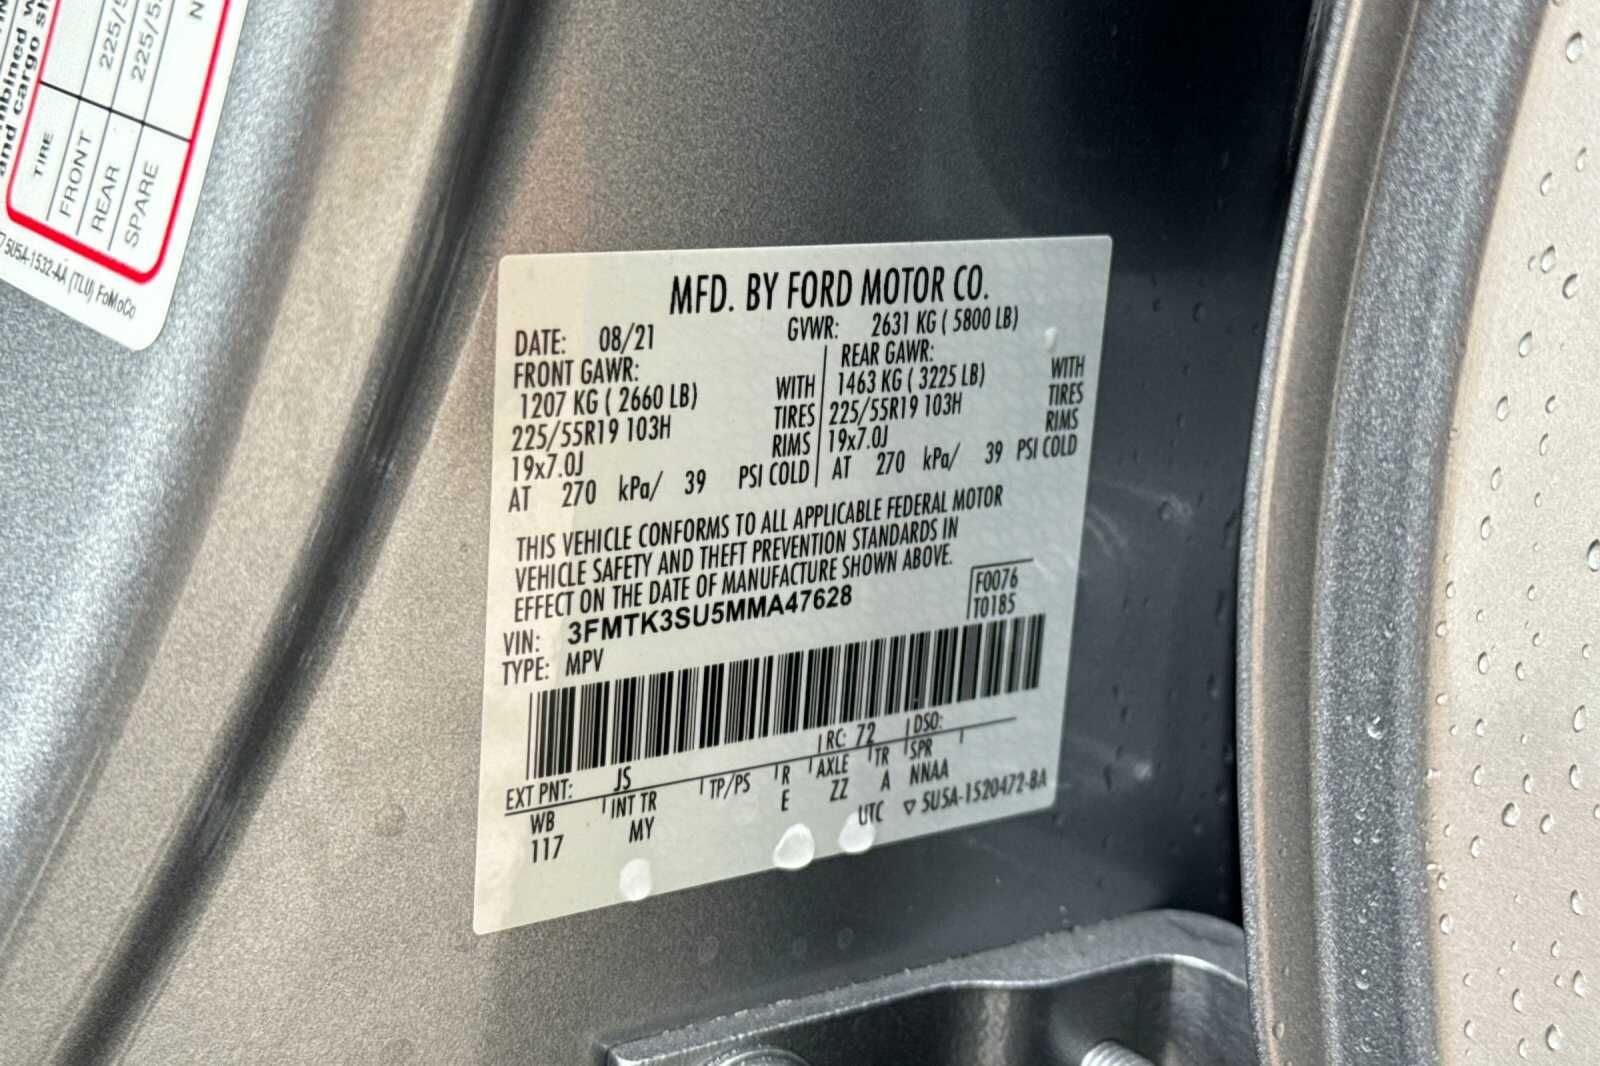 mbined w
and cargo sh
TIRE
FRONT 225/5
REAR 225/55
SPARE N
5U5A-1532-AA (TLU) FoMoCo
MFD. BY FORD MOTOR CO.
DATE: 08/21 GVWR: 2631 KG ( 5800 LB)
FRONT GAWR: REAR GAWR:
1207 KG ( 2660 LB) WITH 1463 KG ( 3225 LB) WITH
225/55R19 103H TIRES 225/55R19 103H TIRES
19x7.0J RIMS 19x7.0J RIMS
AT 270 kPa/ 39 PSI COLD AT 270 kPa/ 39 PSI COLD
THIS VEHICLE CONFORMS TO ALL APPLICABLE FEDERAL MOTOR
VEHICLE SAFETY AND THEFT PREVENTION STANDARDS IN
EFFECT ON THE DATE OF MANUFACTURE SHOWN ABOVE.
F0076
T0185
VIN: 3FMTK3SU5MMA47628
TYPE: MPV
RC: 72 DSO:
EXT PNT: JS
WB INT TR TP/PS R AXLE TR SPR
117 MY E ZZ A NNAA
UTC ▽ 5U5A-1520472-BA